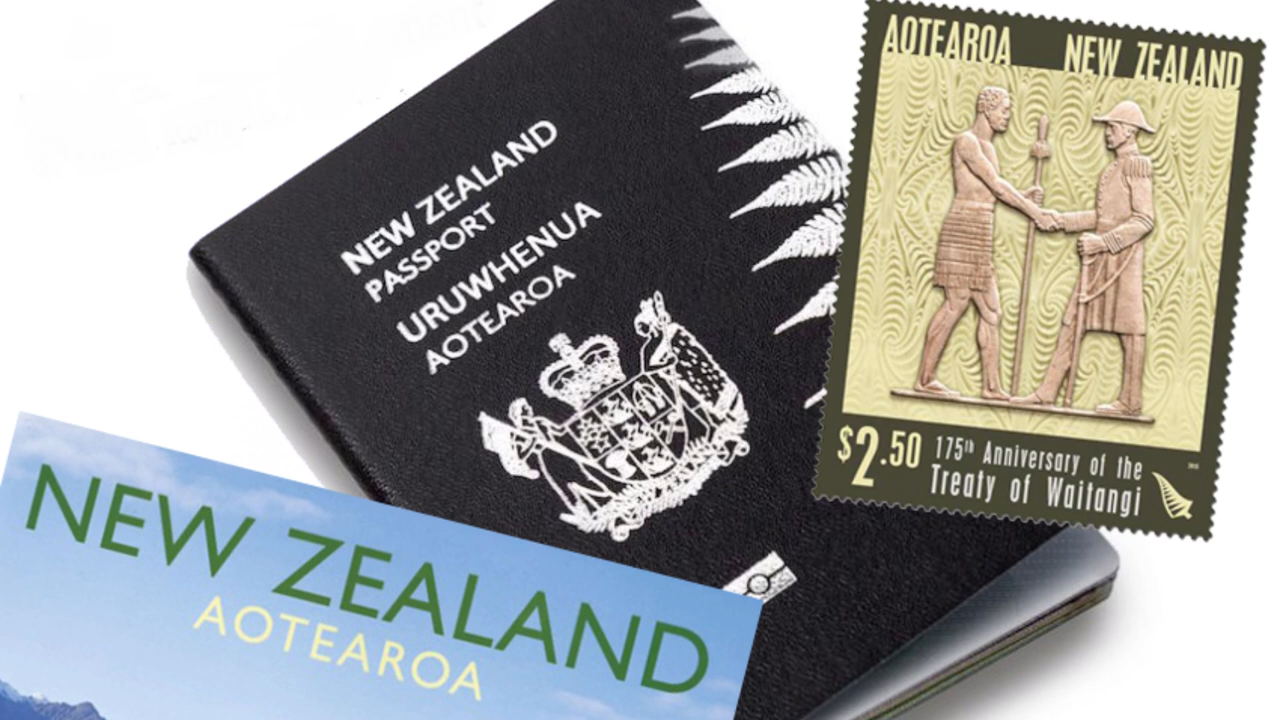 NEW ZEALAND
PASSPORT
URUWHENUA
AOTEAROA
AOTEAROA NEW ZEALAND
$2.50 175th Anniversary of the
Treaty of Waitangi
NEW ZEALAND
AOTEAROA